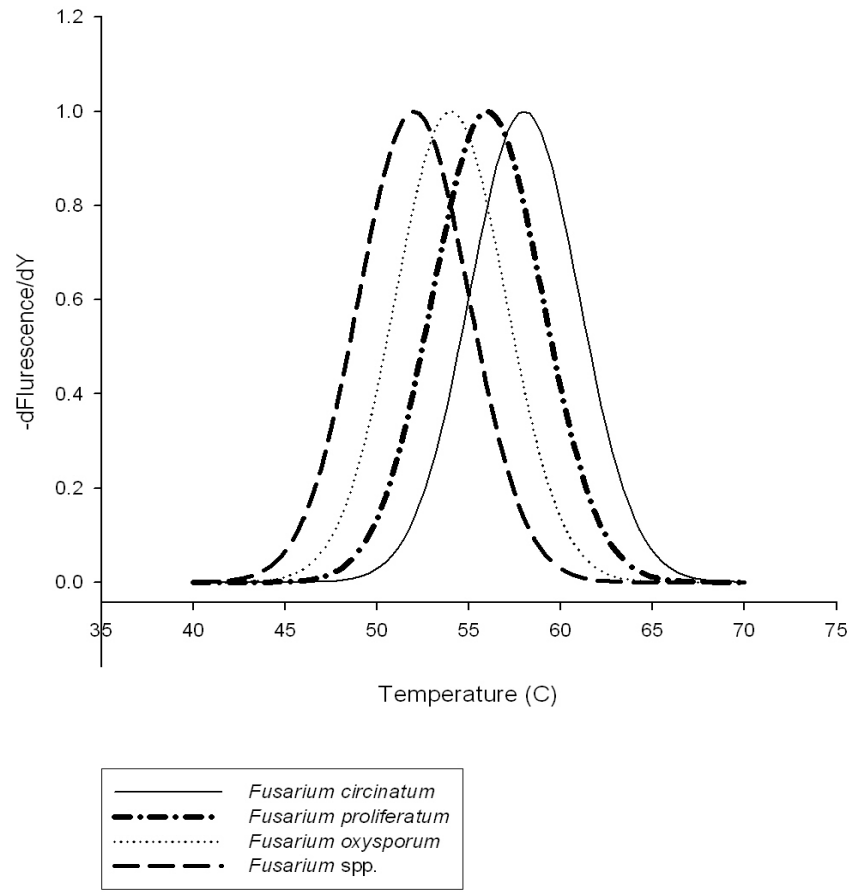 1.2
1.0
0.8
0.6
0.4
0.2
0.0
-dFlurescence/dY
35 40 45 50 55 60 65 70 75
Temperature (C)
Fusarium circinatum
Fusarium proliferatum
Fusarium oxysporum
Fusarium spp.